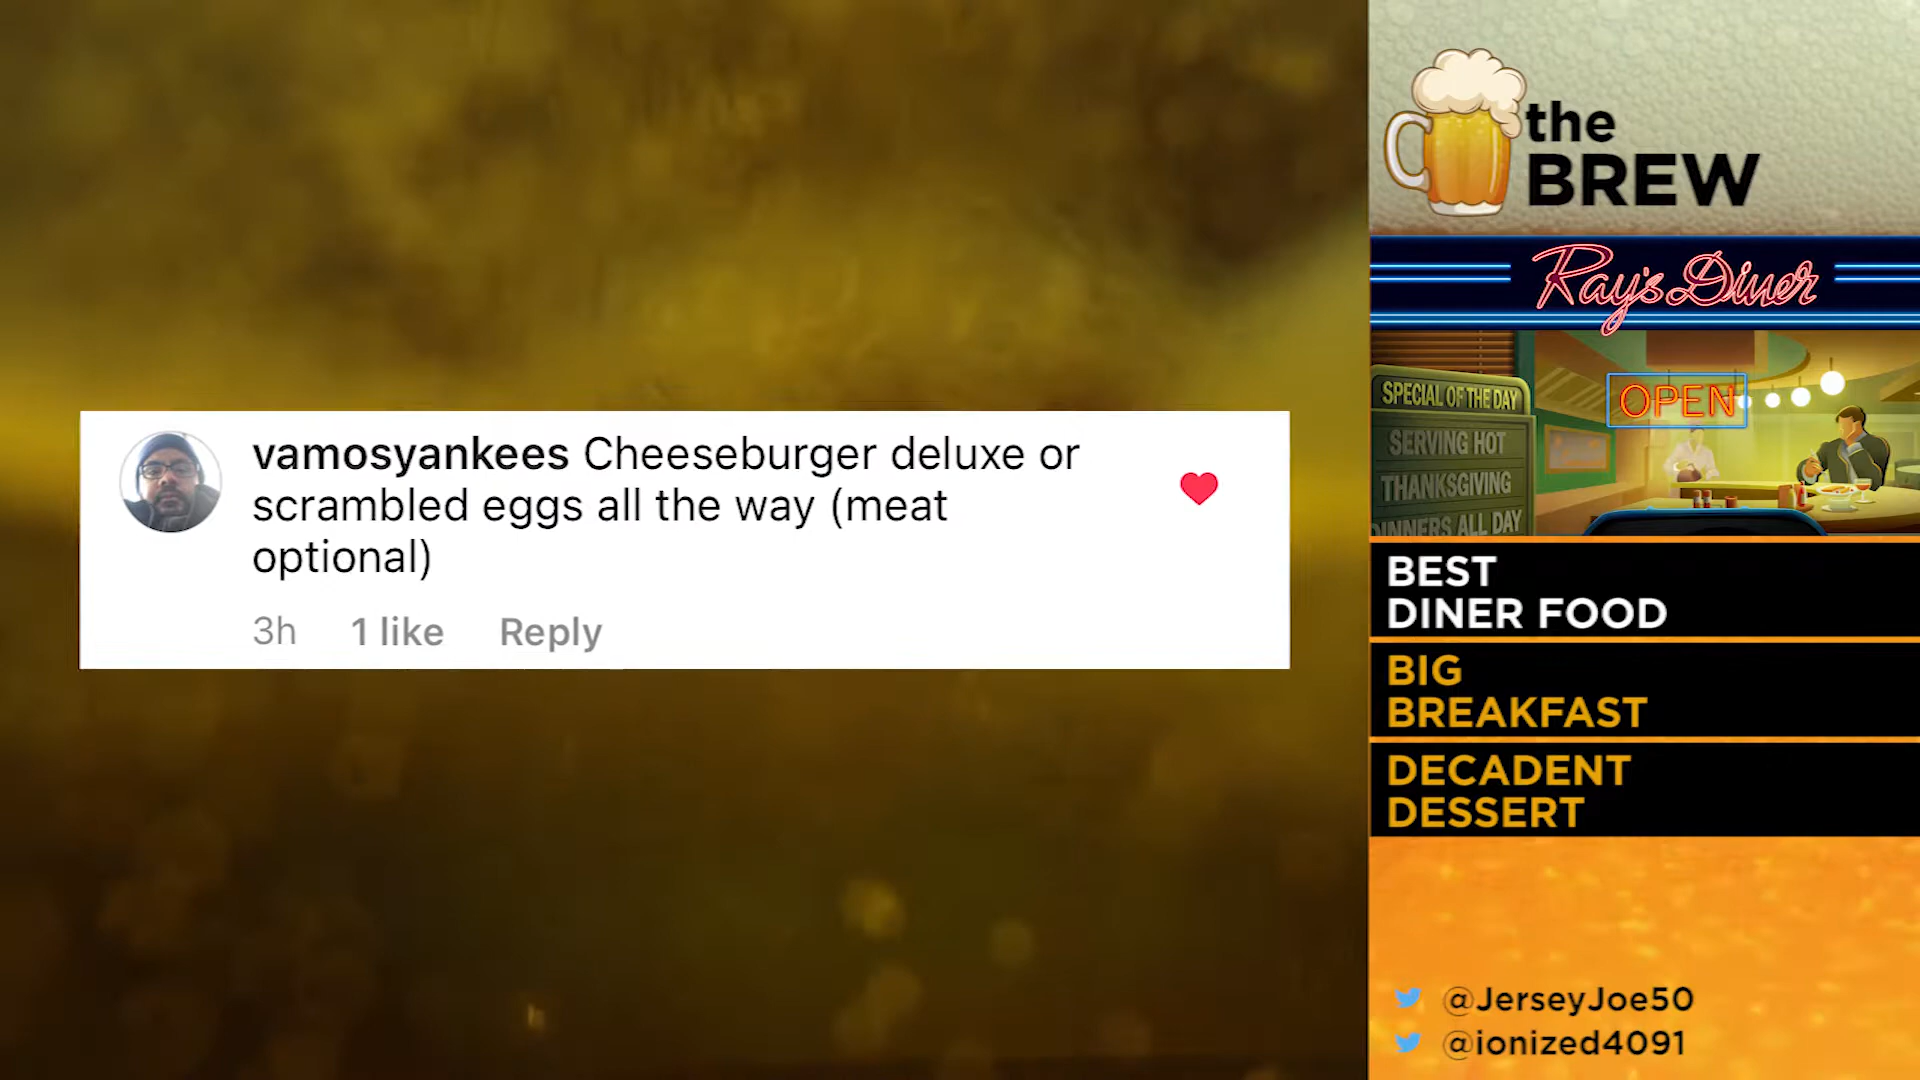 vamosyankees Cheeseburger deluxe or
scrambled eggs all the way (meat
optional)
3h 1 like Reply
the
BREW
Ray's Diner
SPECIAL OF THE DAY
OPEN
SERVING HOT
THANKSGIVING
DINNERS ALL DAY
BEST
DINER FOOD
BIG
BREAKFAST
DECADENT
DESSERT
@JerseyJoe50
@ionized4091